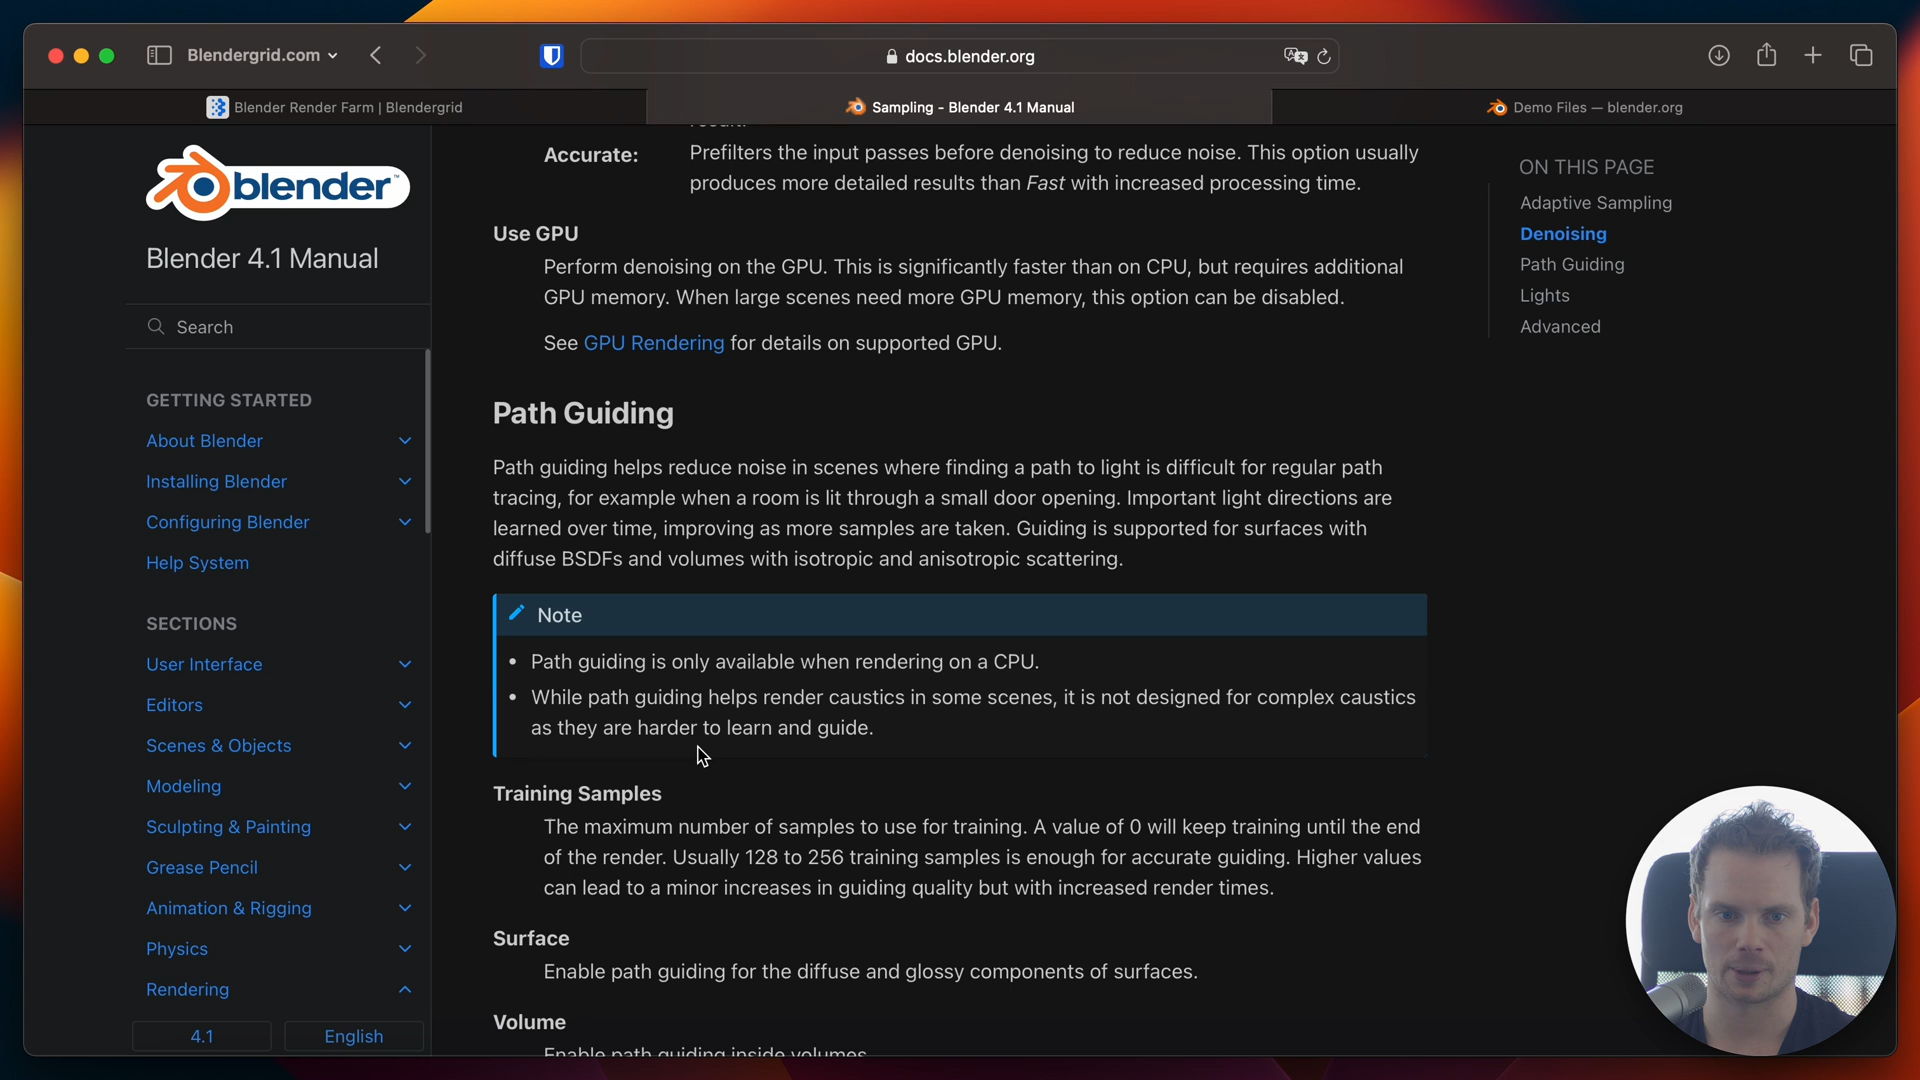 Blendergrid.com
docs.blender.org
Blender Render Farm | Blendergrid
Sampling - Blender 4.1 Manual
Demo Files — blender.org
blender™
Blender 4.1 Manual
Search
GETTING STARTED
About Blender
Installing Blender
Configuring Blender
Help System
SECTIONS
User Interface
Editors
Scenes & Objects
Modeling
Sculpting & Painting
Grease Pencil
Animation & Rigging
Physics
Rendering
4.1
English
Accurate:
Prefilters the input passes before denoising to reduce noise. This option usually
produces more detailed results than Fast with increased processing time.
Use GPU
Perform denoising on the GPU. This is significantly faster than on CPU, but requires additional
GPU memory. When large scenes need more GPU memory, this option can be disabled.
See GPU Rendering for details on supported GPU.
Path Guiding
Path guiding helps reduce noise in scenes where finding a path to light is difficult for regular path
tracing, for example when a room is lit through a small door opening. Important light directions are
learned over time, improving as more samples are taken. Guiding is supported for surfaces with
diffuse BSDFs and volumes with isotropic and anisotropic scattering.
Note
• Path guiding is only available when rendering on a CPU.
• While path guiding helps render caustics in some scenes, it is not designed for complex caustics
as they are harder to learn and guide.
Training Samples
The maximum number of samples to use for training. A value of 0 will keep training until the end
of the render. Usually 128 to 256 training samples is enough for accurate guiding. Higher values
can lead to a minor increases in guiding quality but with increased render times.
Surface
Enable path guiding for the diffuse and glossy components of surfaces.
Volume
Enable path guiding inside volumes
ON THIS PAGE
Adaptive Sampling
Denoising
Path Guiding
Lights
Advanced